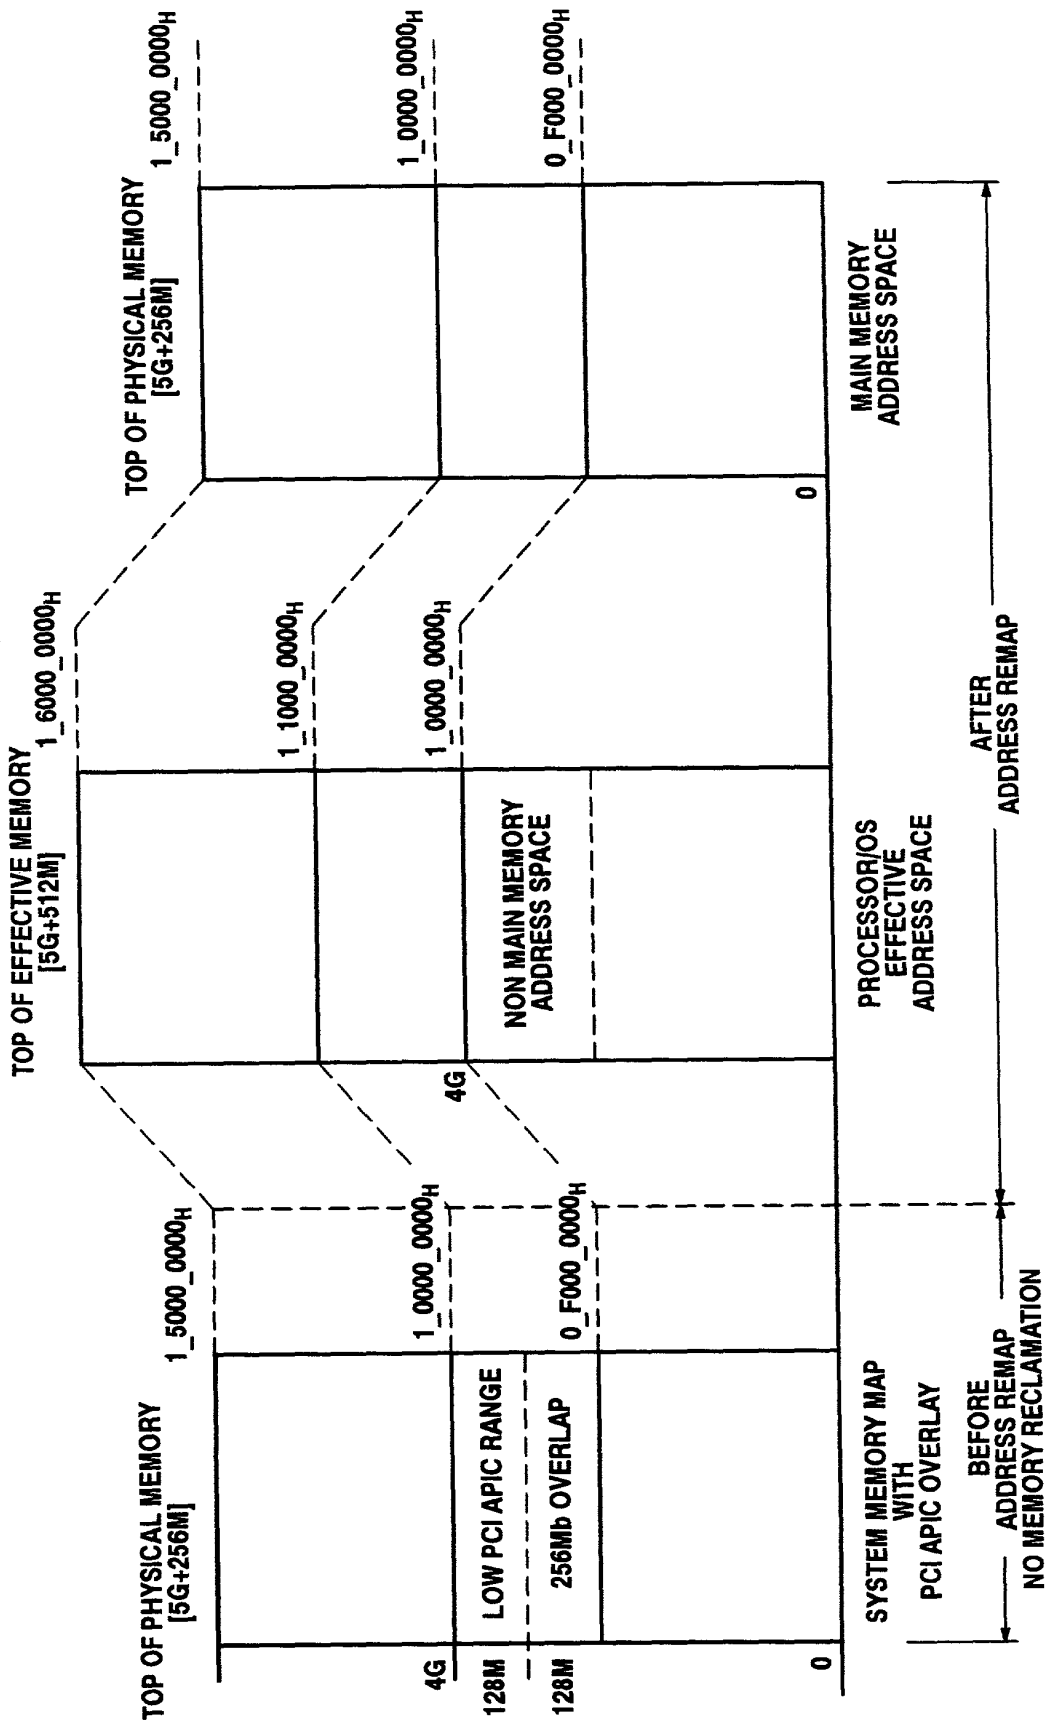 TOP OF PHYSICAL MEMORY
[5G+256M]
1_5000_0000H
4G
1_0000_0000H
128M
LOW PCI APIC RANGE
128M
256Mb OVERLAP
0_F000_0000H
0
SYSTEM MEMORY MAP
WITH
PCI APIC OVERLAY
BEFORE
ADDRESS REMAP
NO MEMORY RECLAMATION
TOP OF EFFECTIVE MEMORY
[5G+512M]
1_6000_0000H
1_1000_0000H
4G
1_0000_0000H
NON MAIN MEMORY
ADDRESS SPACE
PROCESSOR/OS
EFFECTIVE
ADDRESS SPACE
AFTER
ADDRESS REMAP
TOP OF PHYSICAL MEMORY
[5G+256M]
1_5000_0000H
1_0000_0000H
0_F000_0000H
0
MAIN MEMORY
ADDRESS SPACE